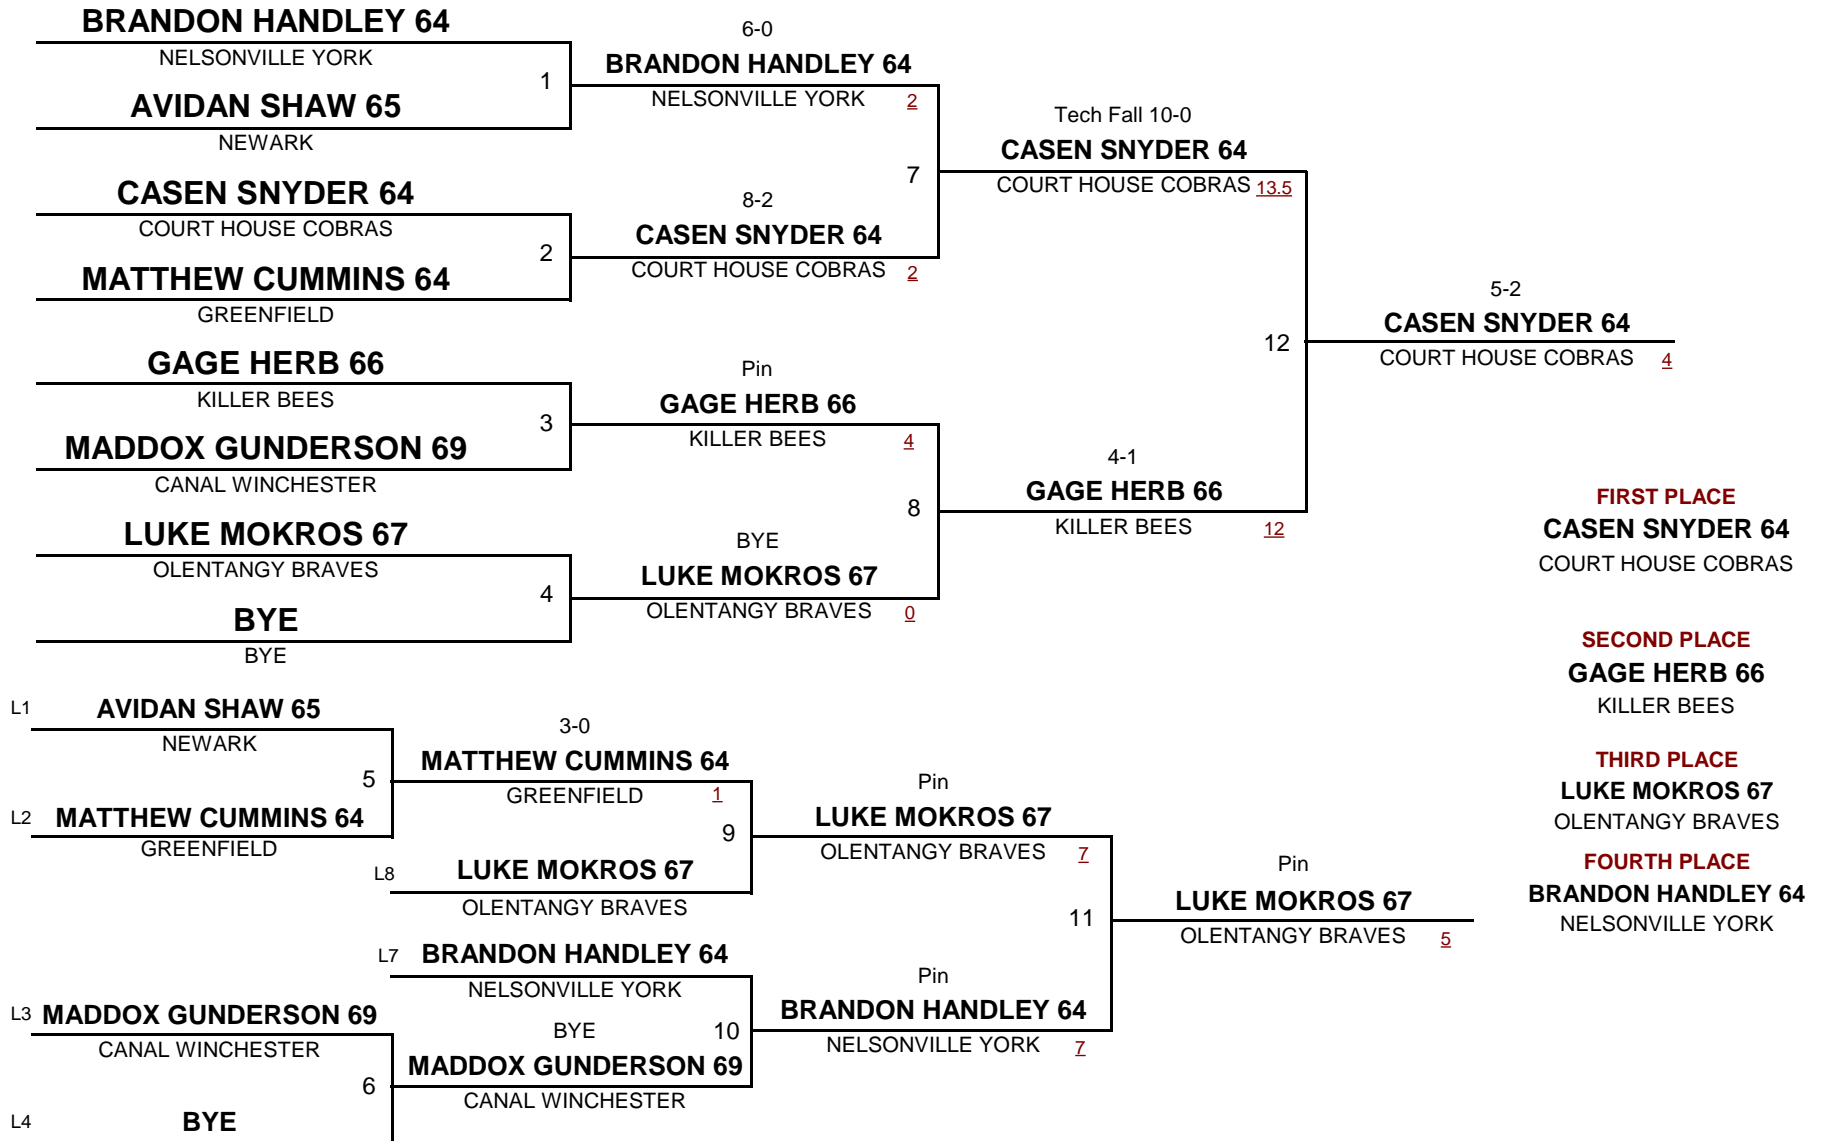 BRANDON HANDLEY 64
NELSONVILLE YORK
1
AVIDAN SHAW 65
NEWARK
6-0
BRANDON HANDLEY 64
NELSONVILLE YORK 2
CASEN SNYDER 64
COURT HOUSE COBRAS
2
MATTHEW CUMMINS 64
GREENFIELD
8-2
CASEN SNYDER 64
COURT HOUSE COBRAS 2
7
Tech Fall 10-0
CASEN SNYDER 64
COURT HOUSE COBRAS 13.5
GAGE HERB 66
KILLER BEES
3
MADDOX GUNDERSON 69
CANAL WINCHESTER
Pin
GAGE HERB 66
KILLER BEES 4
LUKE MOKROS 67
OLENTANGY BRAVES
4
BYE
BYE
BYE
LUKE MOKROS 67
OLENTANGY BRAVES 0
8
4-1
GAGE HERB 66
KILLER BEES 12
12
5-2
CASEN SNYDER 64
COURT HOUSE COBRAS 4
FIRST PLACE
CASEN SNYDER 64
COURT HOUSE COBRAS
SECOND PLACE
GAGE HERB 66
KILLER BEES
THIRD PLACE
LUKE MOKROS 67
OLENTANGY BRAVES
FOURTH PLACE
BRANDON HANDLEY 64
NELSONVILLE YORK
L1 AVIDAN SHAW 65
NEWARK
5
L2 MATTHEW CUMMINS 64
GREENFIELD
3-0
MATTHEW CUMMINS 64
GREENFIELD 1
9
L8 LUKE MOKROS 67
OLENTANGY BRAVES
Pin
LUKE MOKROS 67
OLENTANGY BRAVES 7
L7 BRANDON HANDLEY 64
NELSONVILLE YORK
L3 MADDOX GUNDERSON 69
CANAL WINCHESTER
6
L4 BYE
BYE
MADDOX GUNDERSON 69
CANAL WINCHESTER
10
Pin
BRANDON HANDLEY 64
NELSONVILLE YORK 7
11
Pin
LUKE MOKROS 67
OLENTANGY BRAVES 5